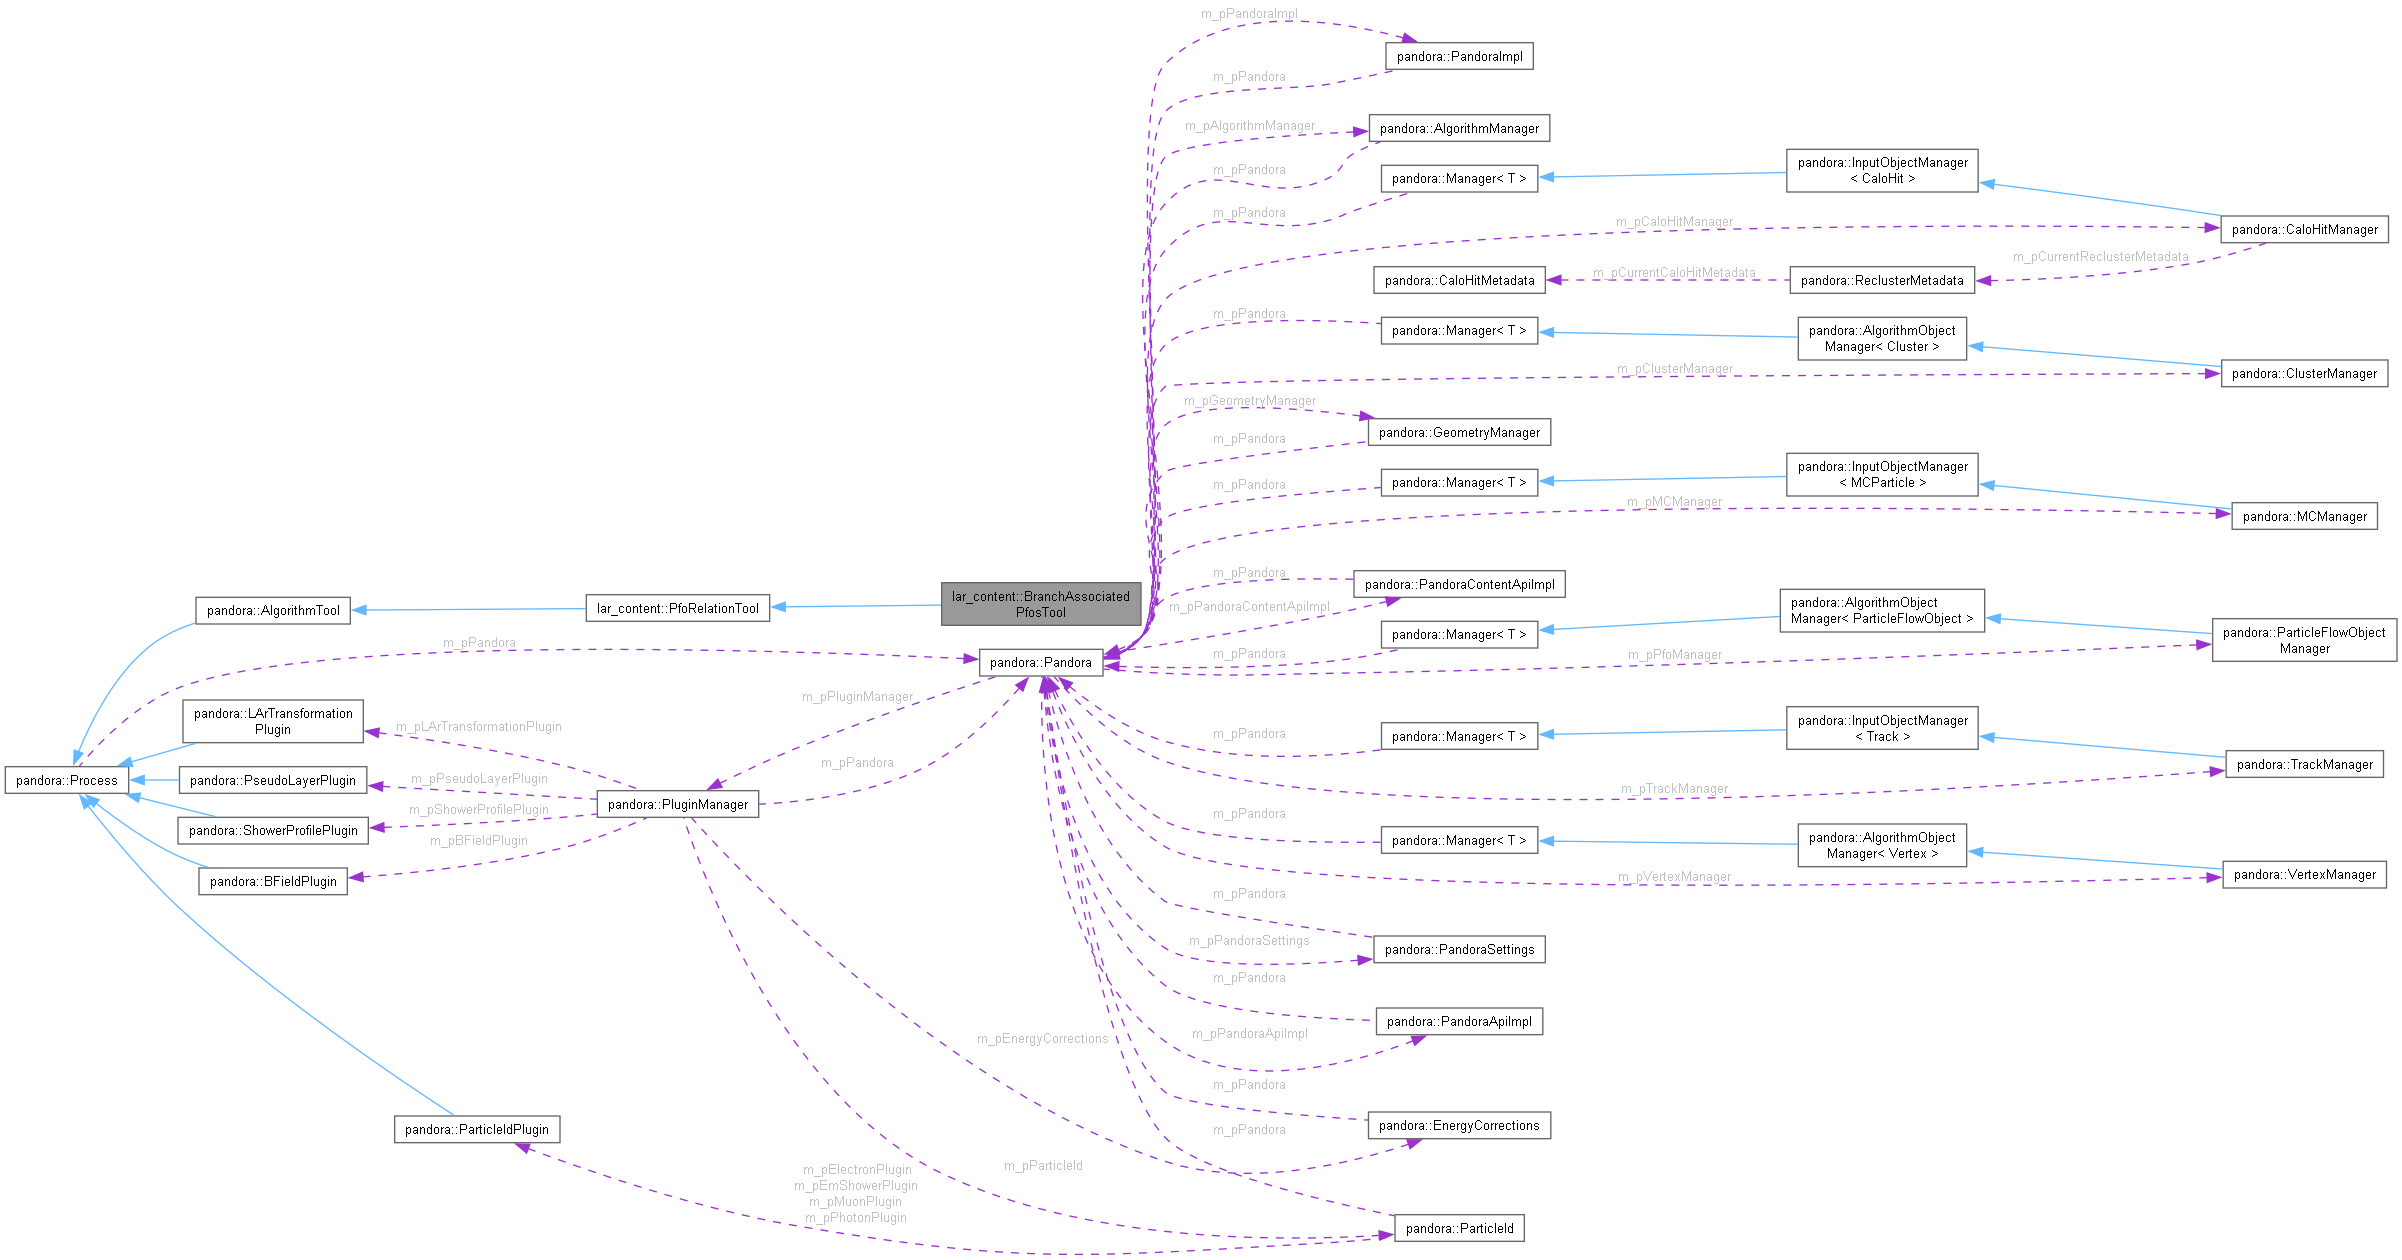 m_pPandoraImpl
pandora::PandoraImpl
m_pPandora
m_pAlgorithmManager
pandora::AlgorithmManager
m_pPandora
pandora::Manager< T >
pandora::InputObjectManager
< CaloHit >
m_pPandora
m_pCaloHitManager
pandora::CaloHitManager
m_pCurrentReclusterMetadata
pandora::CaloHitMetadata
m_pCurrentCaloHitMetadata
pandora::ReclusterMetadata
m_pPandora
pandora::Manager< T >
pandora::AlgorithmObject
Manager< Cluster >
m_pClusterManager
pandora::ClusterManager
m_pGeometryManager
pandora::GeometryManager
m_pPandora
pandora::Manager< T >
pandora::InputObjectManager
< MCParticle >
m_pPandora
m_pMCManager
pandora::MCManager
m_pPandora
pandora::PandoraContentApiImpl
m_pPandoraContentApiImpl
pandora::AlgorithmTool
lar_content::PfoRelationTool
lar_content::BranchAssociated
PfosTool
pandora::Manager< T >
pandora::AlgorithmObject
Manager< ParticleFlowObject >
pandora::ParticleFlowObject
Manager
m_pPandora
pandora::Pandora
m_pPandora
m_pPfoManager
m_pPluginManager
pandora::LArTransformation
Plugin
m_pLArTransformationPlugin
m_pPandora
pandora::Manager< T >
pandora::InputObjectManager
< Track >
pandora::TrackManager
m_pTrackManager
m_pPandora
pandora::Process
pandora::PseudoLayerPlugin
m_pPseudoLayerPlugin
pandora::PluginManager
m_pShowerProfilePlugin
pandora::ShowerProfilePlugin
m_pBFieldPlugin
pandora::BFieldPlugin
m_pPandora
pandora::Manager< T >
pandora::AlgorithmObject
Manager< Vertex >
m_pVertexManager
pandora::VertexManager
m_pPandora
m_pPandoraSettings
pandora::PandoraSettings
m_pPandora
pandora::PandoraApiImpl
m_pPandoraApiImpl
m_pEnergyCorrections
m_pPandora
pandora::EnergyCorrections
m_pPandora
pandora::ParticleIdPlugin
m_pParticleId
m_pElectronPlugin
m_pEmShowerPlugin
m_pMuonPlugin
m_pPhotonPlugin
pandora::ParticleId